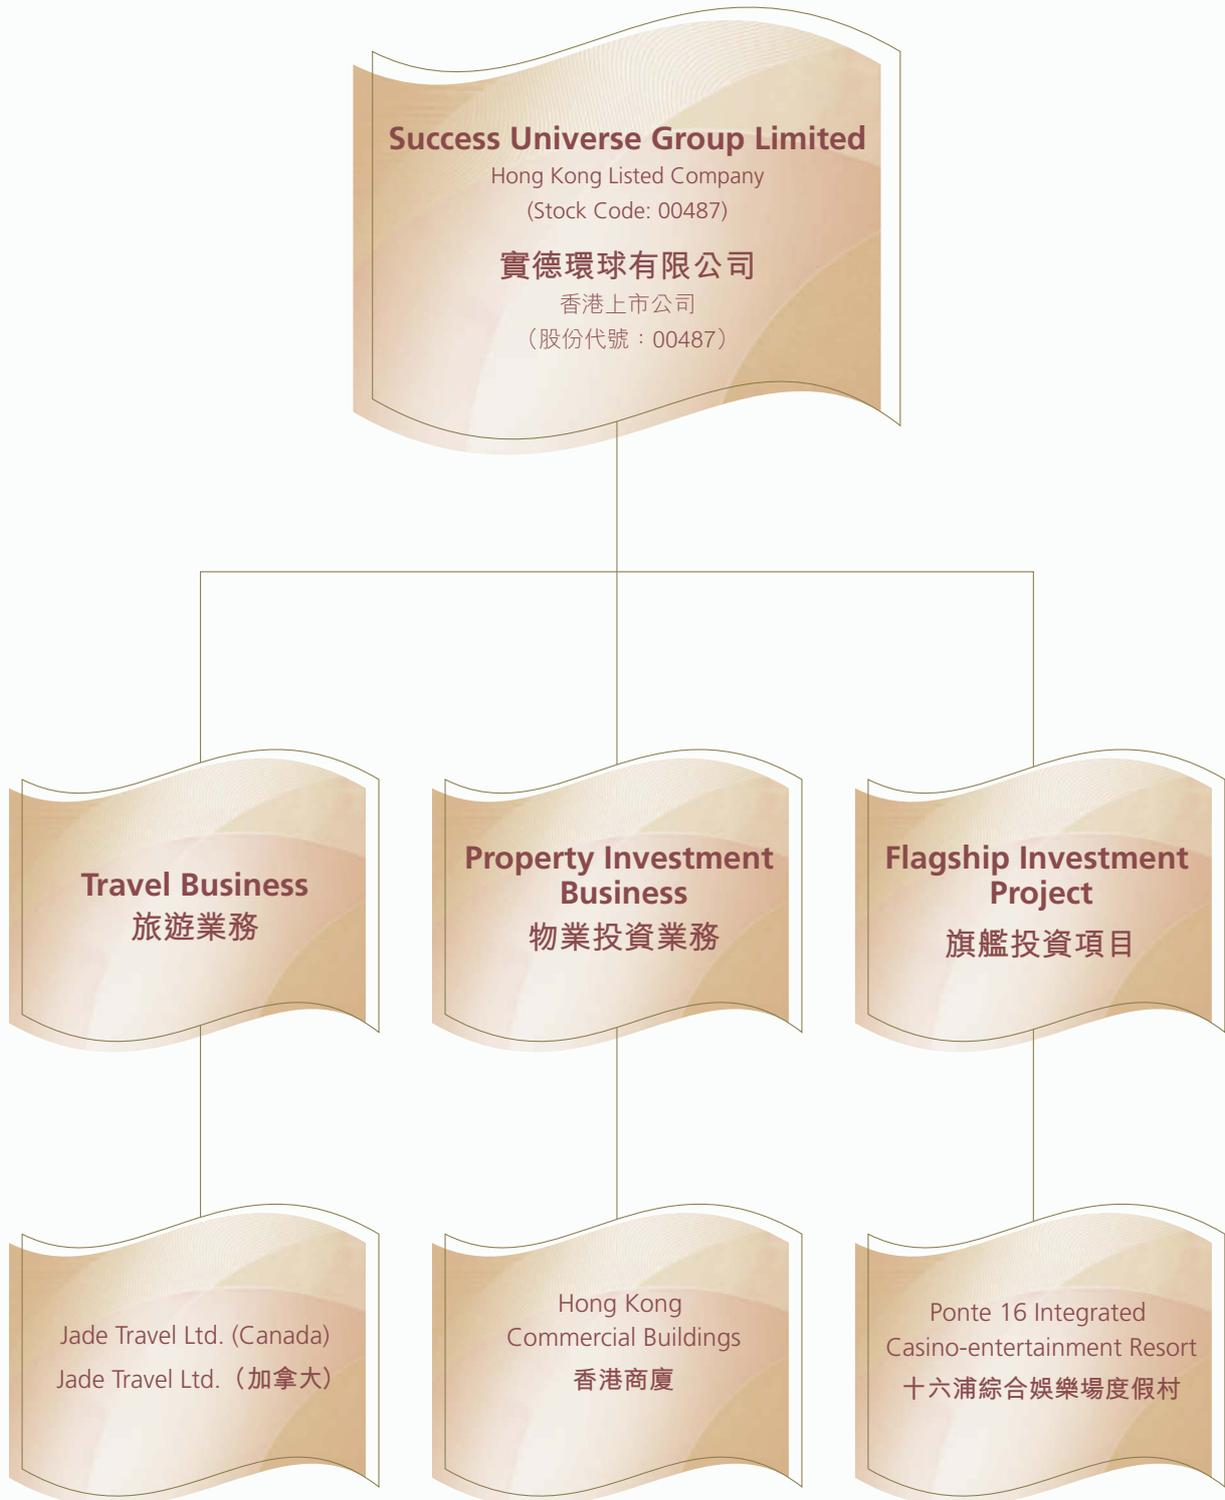 Success Universe Group Limited
Hong Kong Listed Company
(Stock Code: 00487)
實德環球有限公司
香港上市公司
（股份代號：00487）
Travel Business
旅遊業務
Property Investment
Business
物業投資業務
Flagship Investment
Project
旗艦投資項目
Jade Travel Ltd. (Canada)
Jade Travel Ltd.（加拿大）
Hong Kong
Commercial Buildings
香港商廈
Ponte 16 Integrated
Casino-entertainment Resort
十六浦綜合娛樂場度假村